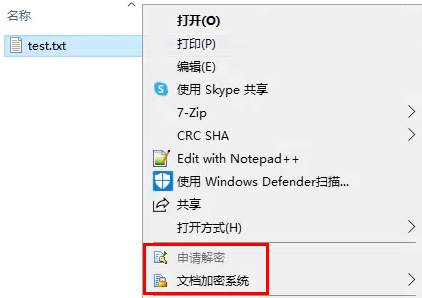 名称
test.txt
打开(O)
打印(P)
编辑(E)
使用 Skype 共享
7-Zip
CRC SHA
Edit with Notepad++
使用 Windows Defender扫描...
共享
打开方式(H)
申请解密
文档加密系统